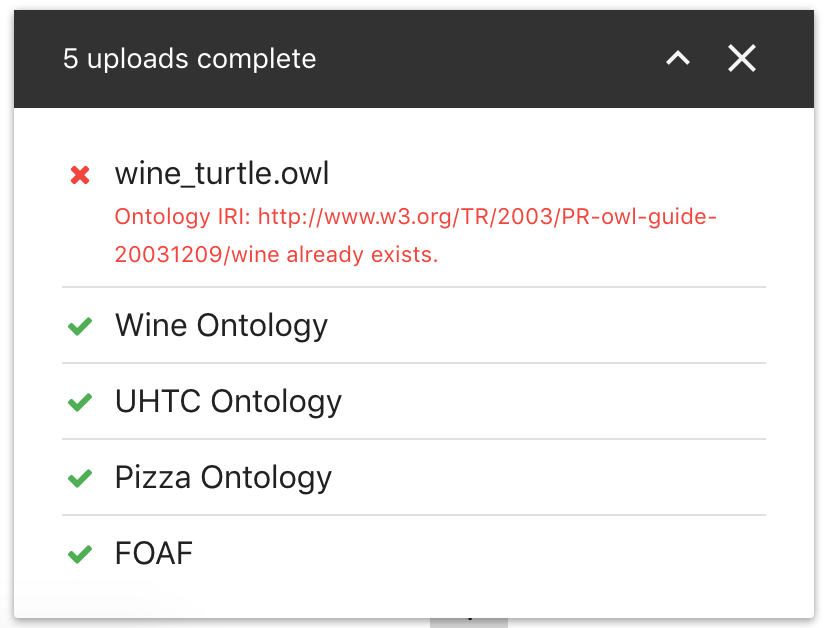 5 uploads complete
wine_turtle.owl
Ontology IRI: http://www.w3.org/TR/2003/PR-owl-guide-
20031209/wine already exists.
Wine Ontology
UHTC Ontology
Pizza Ontology
FOAF